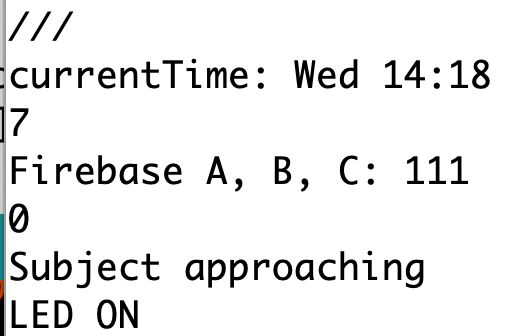 ///
currentTime: Wed 14:18
7
Firebase A, B, C: 111
0
Subject approaching
LED ON